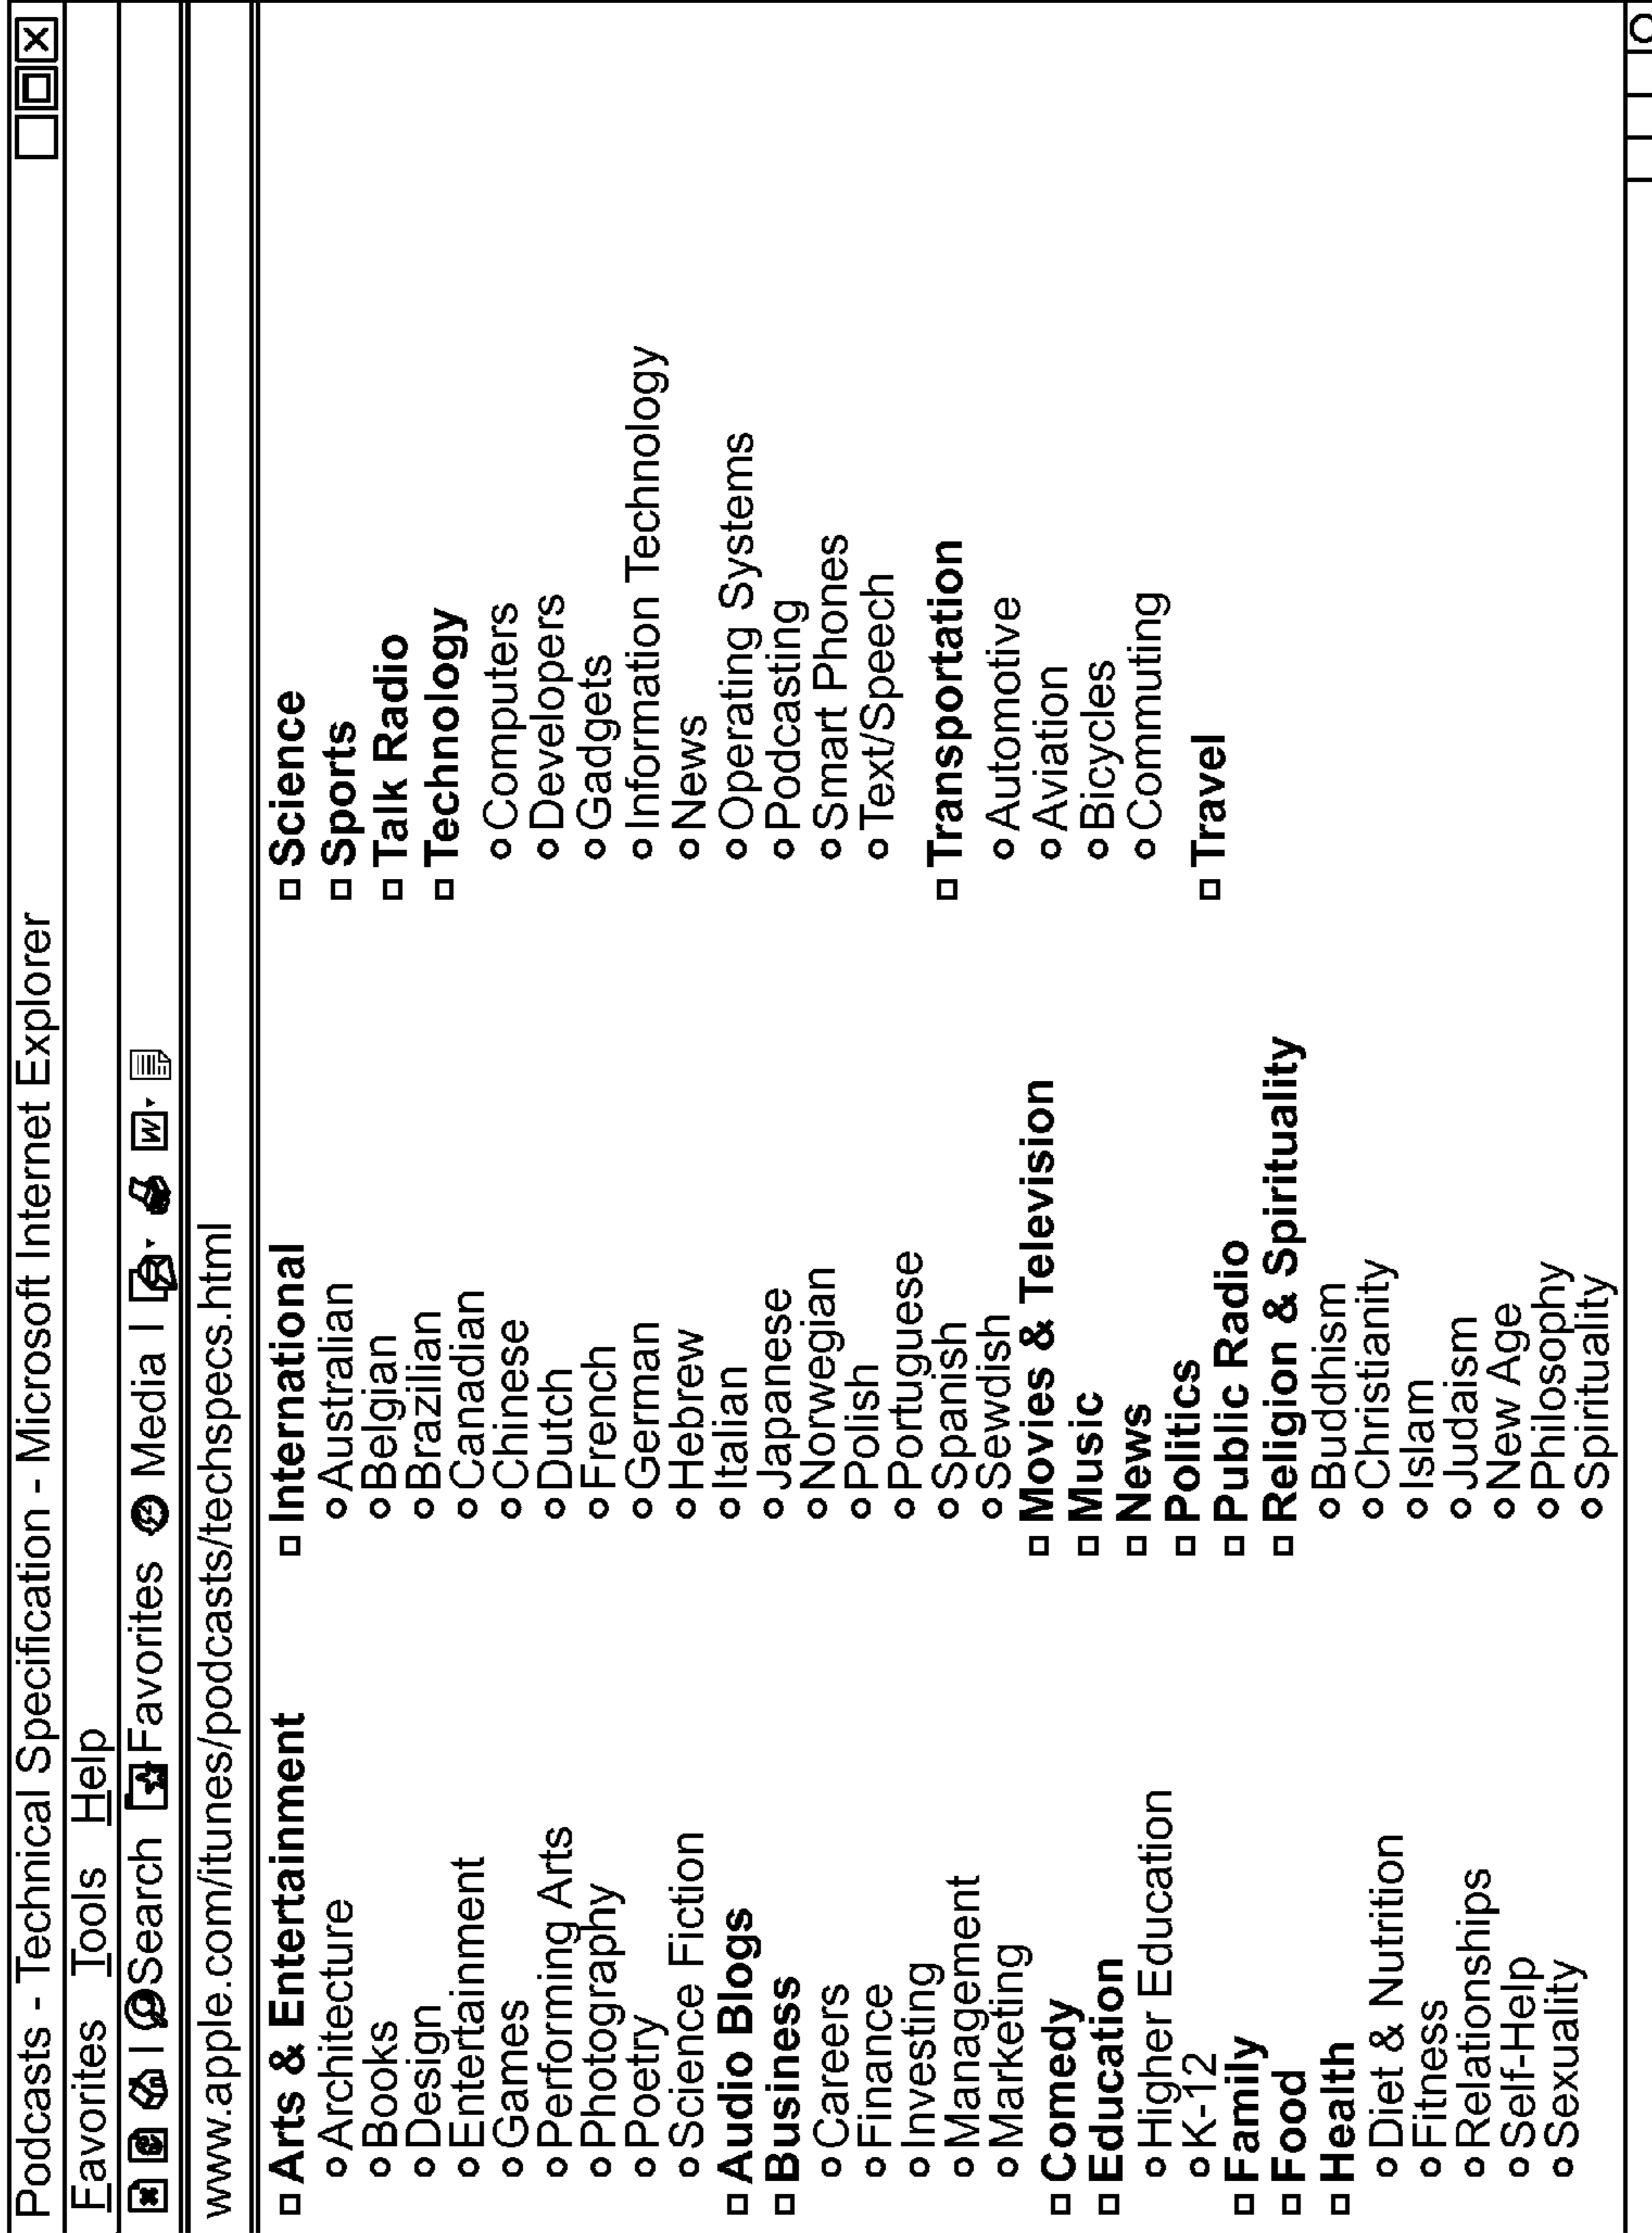 Podcasts - Technical Specification - Microsoft Internet Explorer
Favorites Tools Help
Search Favorites Media
www.apple.com/itunes/podcasts/techspecs.html
Arts & Entertainment
Architecture
Books
Design
Entertainment
Games
Performing Arts
Photography
Poetry
Science Fiction
Audio Blogs
Business
Careers
Finance
Investing
Management
Marketing
Comedy
Education
Higher Education
K-12
Family
Food
Health
Diet & Nutrition
Fitness
Relationships
Self-Help
Sexuality
International
Australian
Belgian
Brazilian
Canadian
Chinese
Dutch
French
German
Hebrew
Italian
Japanese
Norwegian
Polish
Portuguese
Spanish
Sewdish
Movies & Television
Music
News
Politics
Public Radio
Religion & Spirituality
Buddhism
Christianity
Islam
Judaism
New Age
Philosophy
Spirituality
Science
Sports
Talk Radio
Technology
Computers
Developers
Gadgets
Information Technology
News
Operating Systems
Podcasting
Smart Phones
Text/Speech
Transportation
Automotive
Aviation
Bicycles
Commuting
Travel